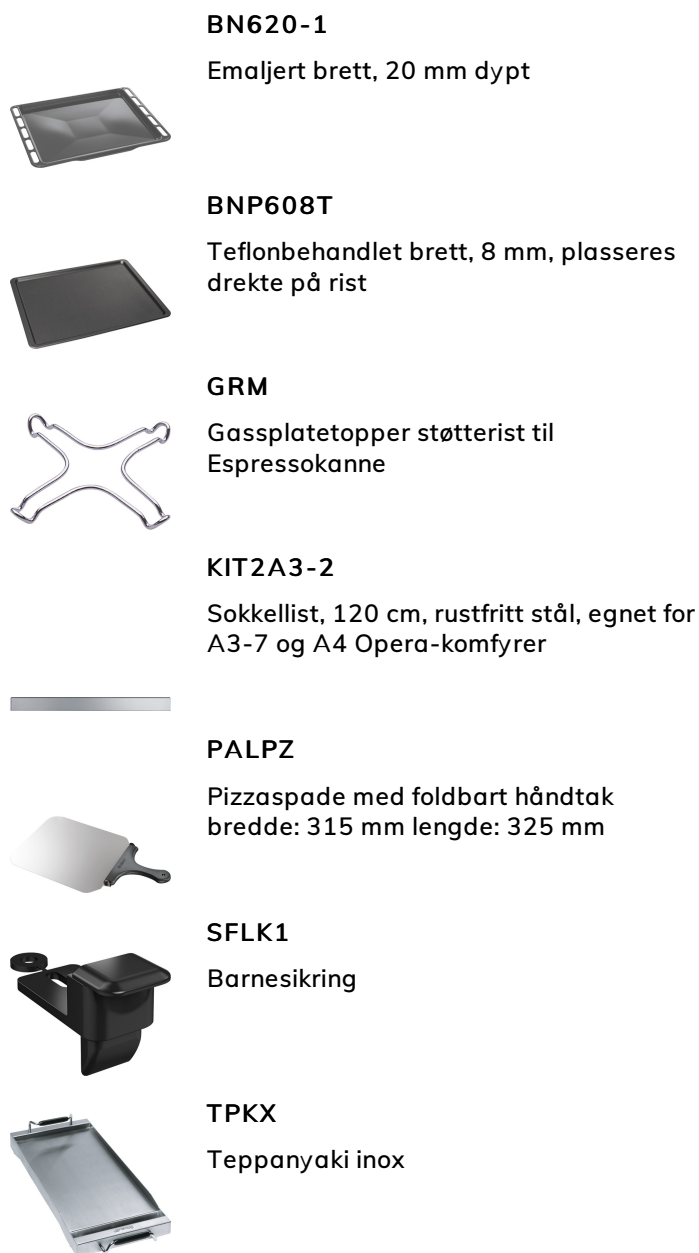 BN620-1
Emaljert brett, 20 mm dypt
BNP608T
Teflonbehandlet brett, 8 mm, plasseres
drekte på rist
GRM
Gassplatetopper støtterist til
Espressokanne
KIT2A3-2
Sokkellist, 120 cm, rustfritt stål, egnet for
A3-7 og A4 Opera-komfyrer
PALPZ
Pizzaspade med foldbart håndtak
bredde: 315 mm lengde: 325 mm
SFLK1
Barnesikring
TPKX
Teppanyaki inox